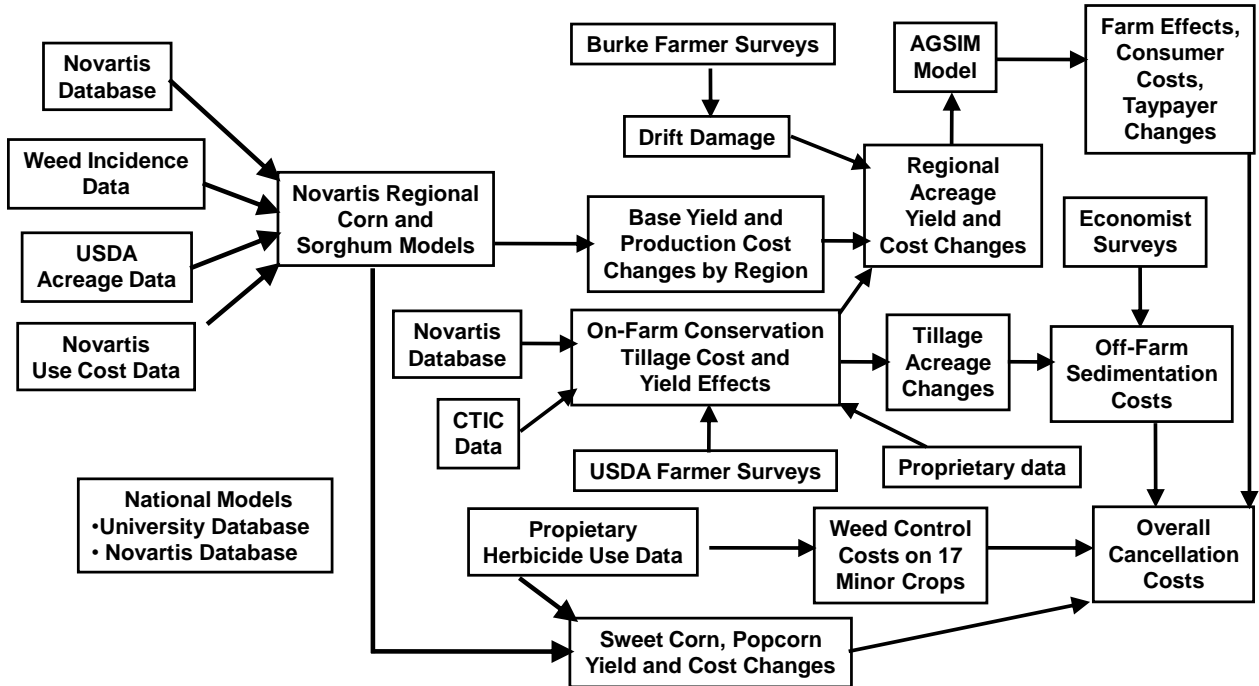 Novartis
Database
Weed Incidence
Data
USDA
Acreage Data
Novartis
Use Cost Data
Novartis Regional
Corn and
Sorghum Models
Burke Farmer Surveys
Drift Damage
Base Yield and
Production Cost
Changes by Region
AGSIM
Model
Regional
Acreage
Yield and
Cost Changes
Farm Effects,
Consumer
Costs,
Taypayer
Changes
Economist
Surveys
Novartis
Database
CTIC
Data
On-Farm Conservation
Tillage Cost and
Yield Effects
USDA Farmer Surveys
Proprietary data
Tillage
Acreage
Changes
Off-Farm
Sedimentation
Costs
National Models
•University Database
• Novartis Database
Propietary
Herbicide Use Data
Weed Control
Costs on 17
Minor Crops
Overall
Cancellation
Costs
Sweet Corn, Popcorn
Yield and Cost Changes